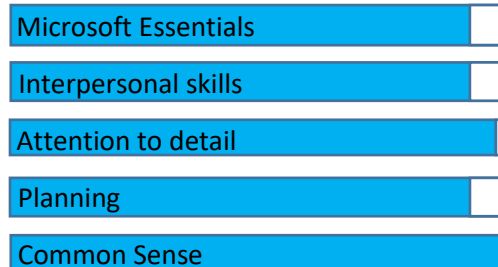 Microsoft Essentials
Interpersonal skills
Attention to detail
Planning
Common Sense